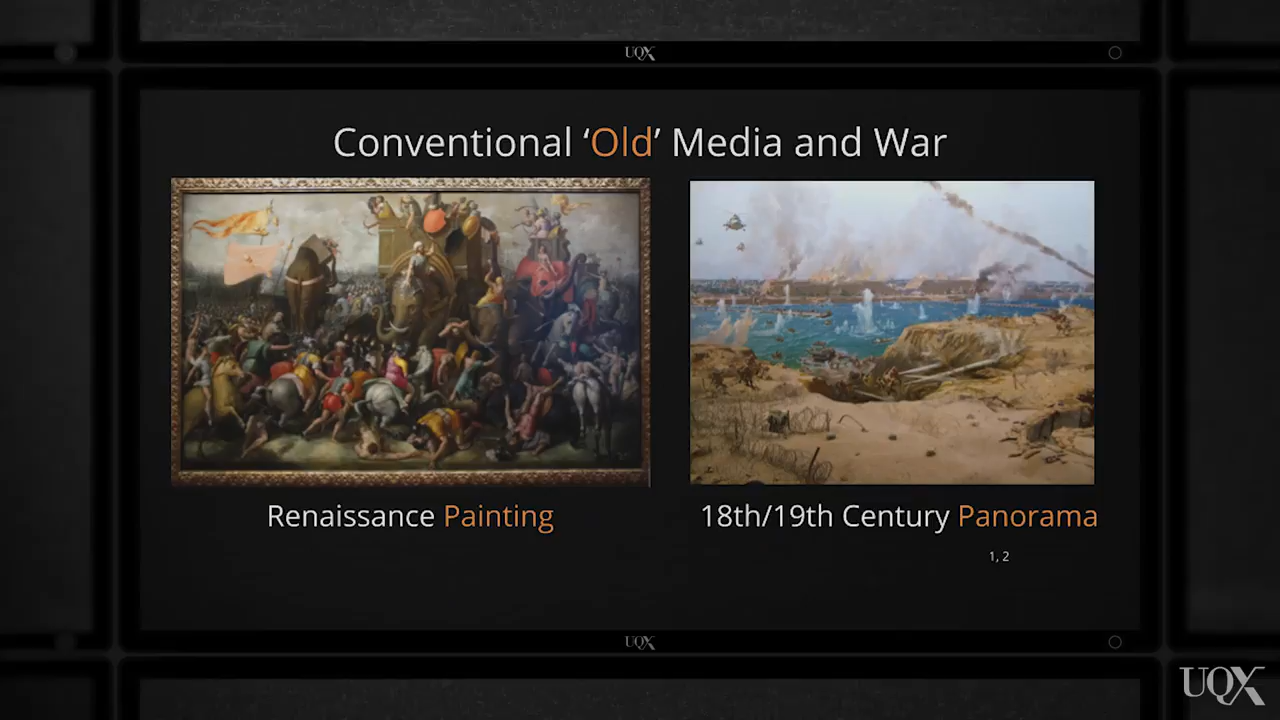 UQX
Conventional ‘Old’ Media and War
Renaissance Painting
18th/19th Century Panorama
1, 2
UQX
UQX